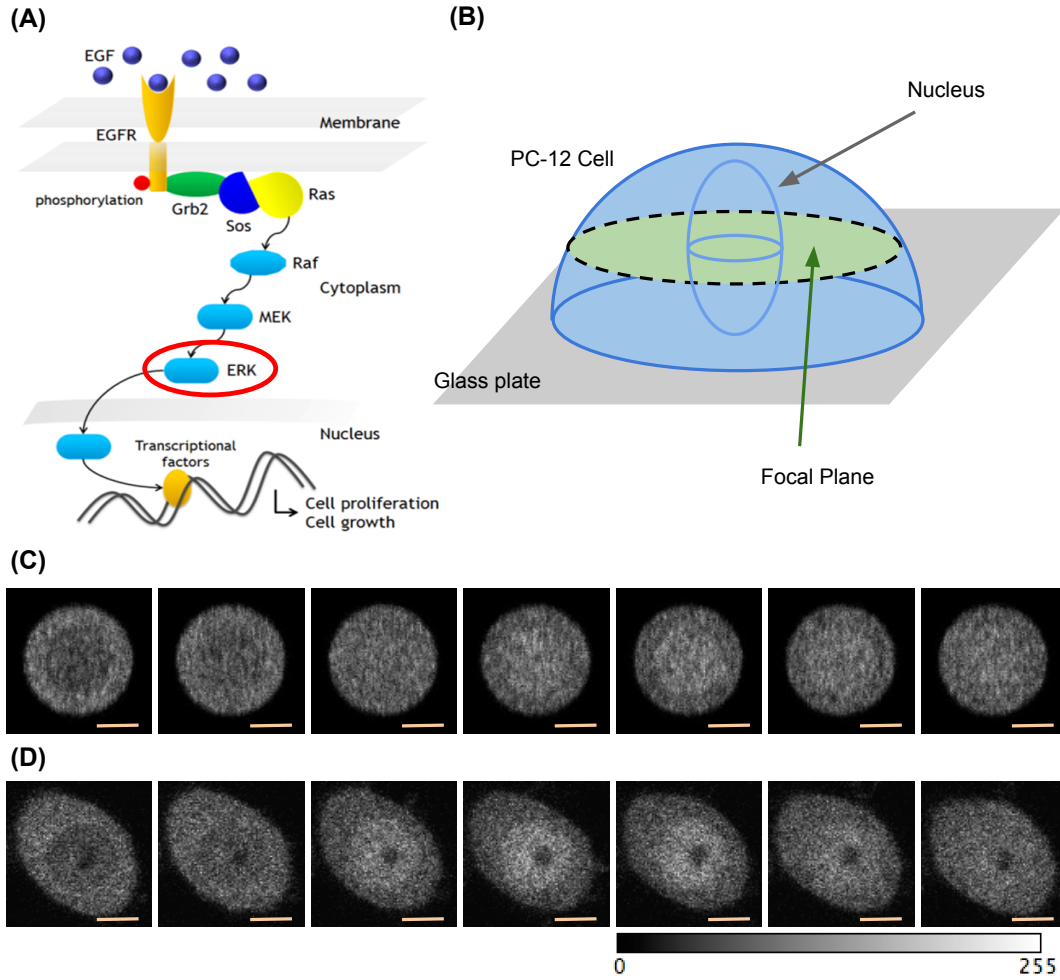 (A)
EGF
EGFR
Membrane
phosphorylation
Grb2
Sos
Ras
Raf
Cytoplasm
MEK
ERK
Nucleus
Transcriptional
factors
Cell proliferation
Cell growth
(B)
Nucleus
PC-12 Cell
Glass plate
Focal Plane
(C)
(D)
0
255